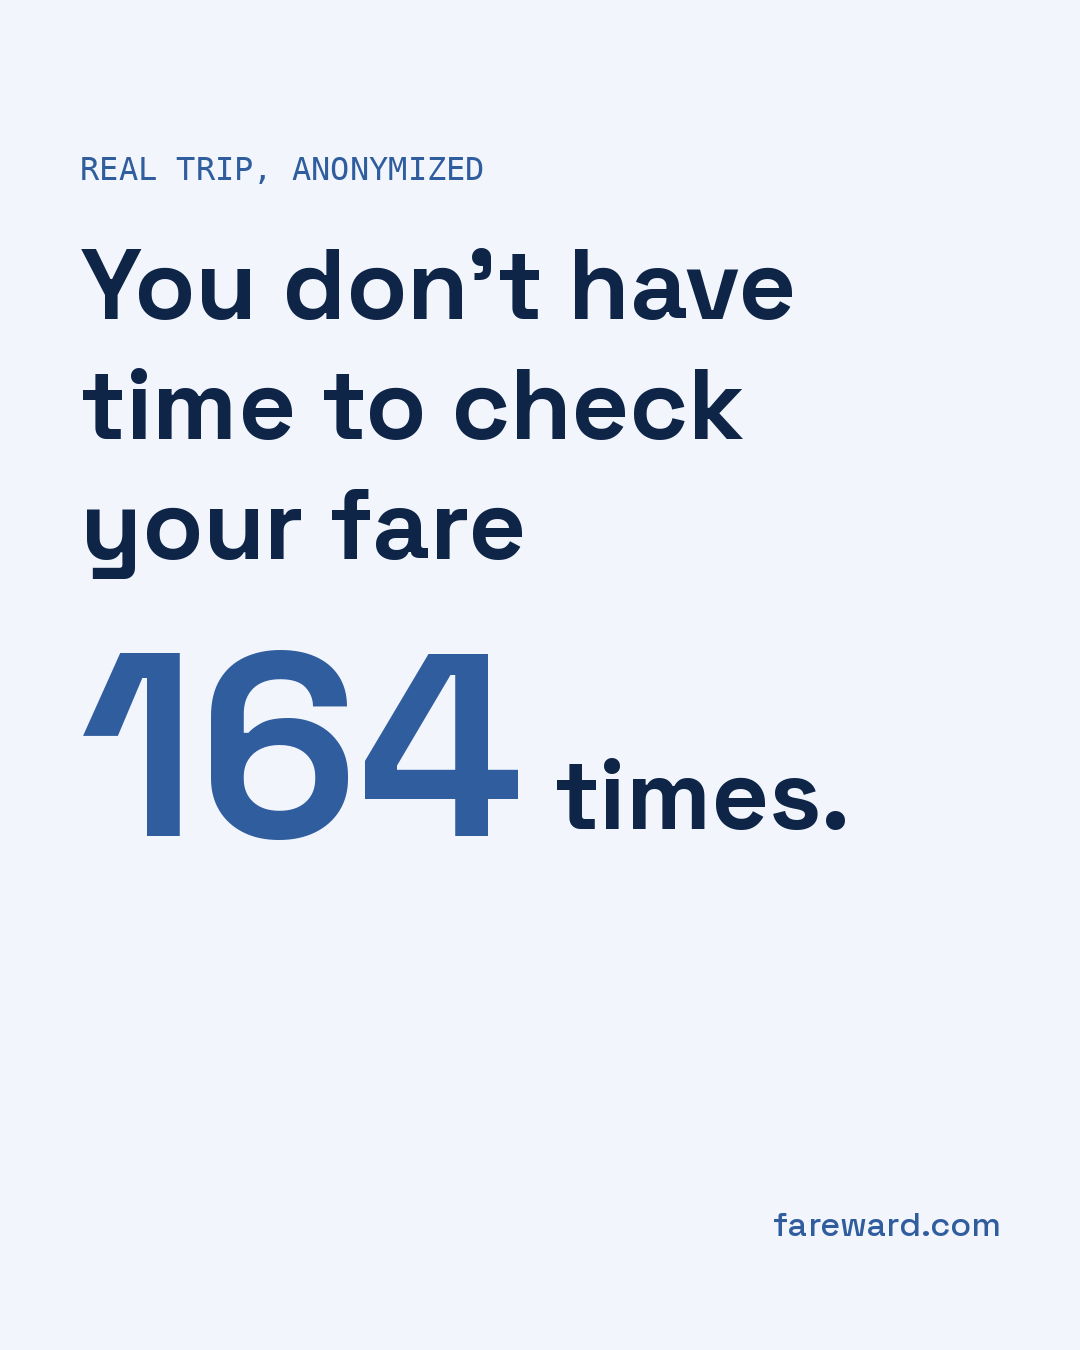 REAL TRIP, ANONYMIZED
You don’t have
time to check
your fare
164 times.
fareward.com